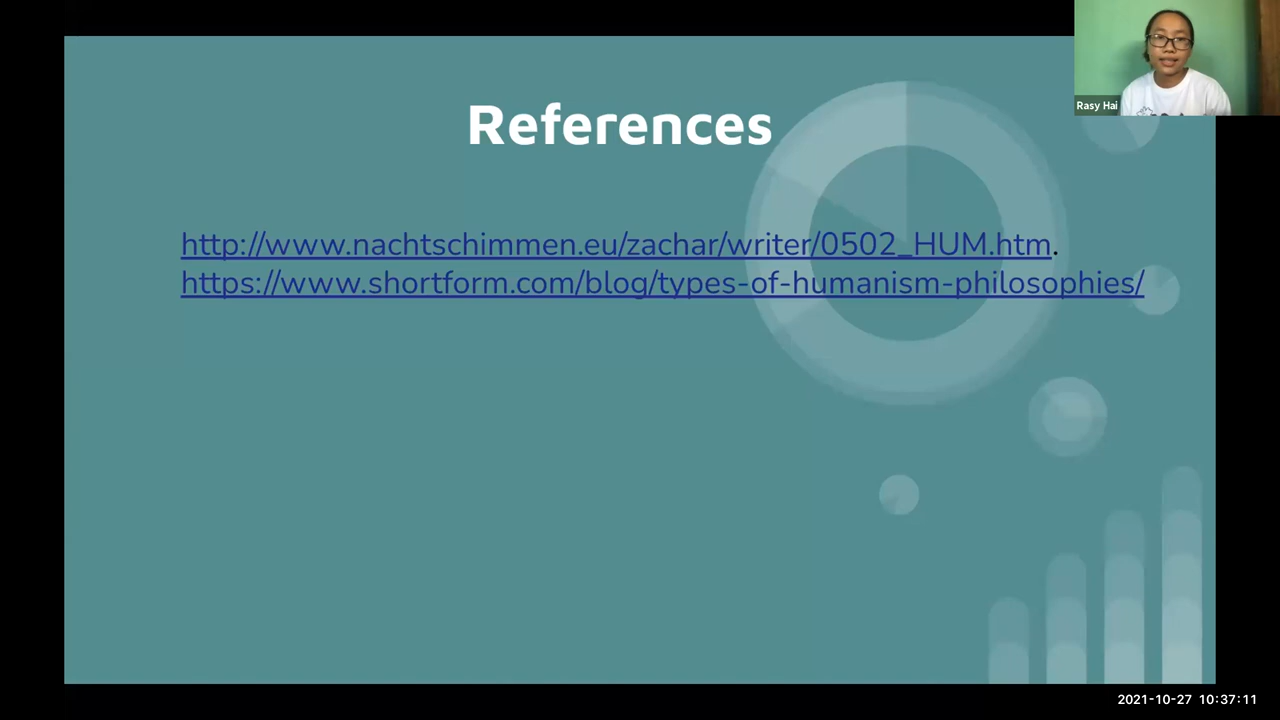 Rasy Hai
References
http://www.nachtschimmen.eu/zachar/writer/0502_HUM.htm.
https://www.shortform.com/blog/types-of-humanism-philosophies/
2021-10-27 10:37:11